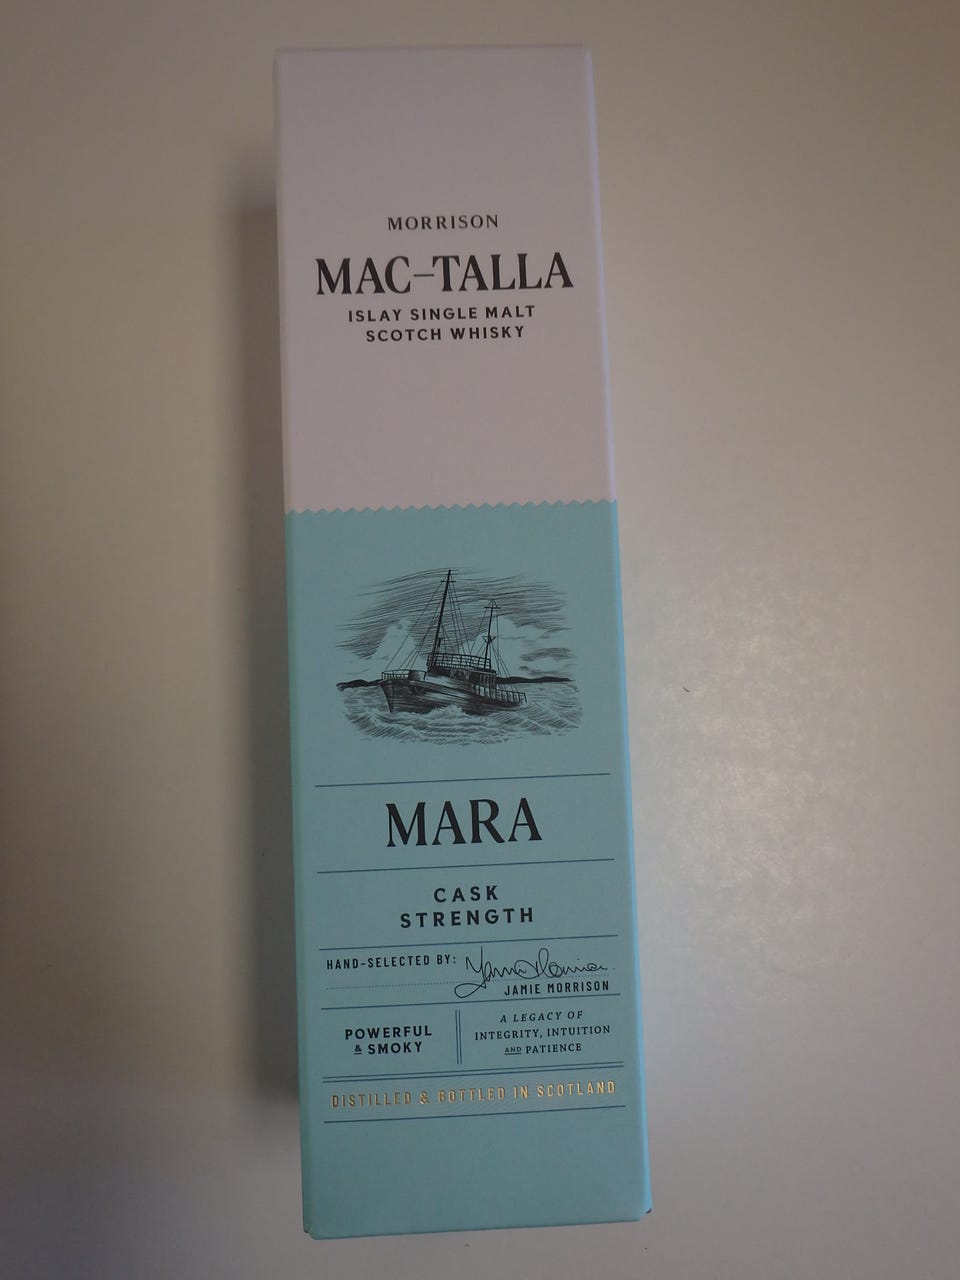 MORRISON
MAC–TALLA
ISLAY SINGLE MALT
SCOTCH WHISKY
MARA
CASK
STRENGTH
HAND-SELECTED BY:
JAMIE MORRISON
POWERFUL
& SMOKY
A LEGACY OF
INTEGRITY, INTUITION
AND PATIENCE
DISTILLED & BOTTLED IN SCOTLAND